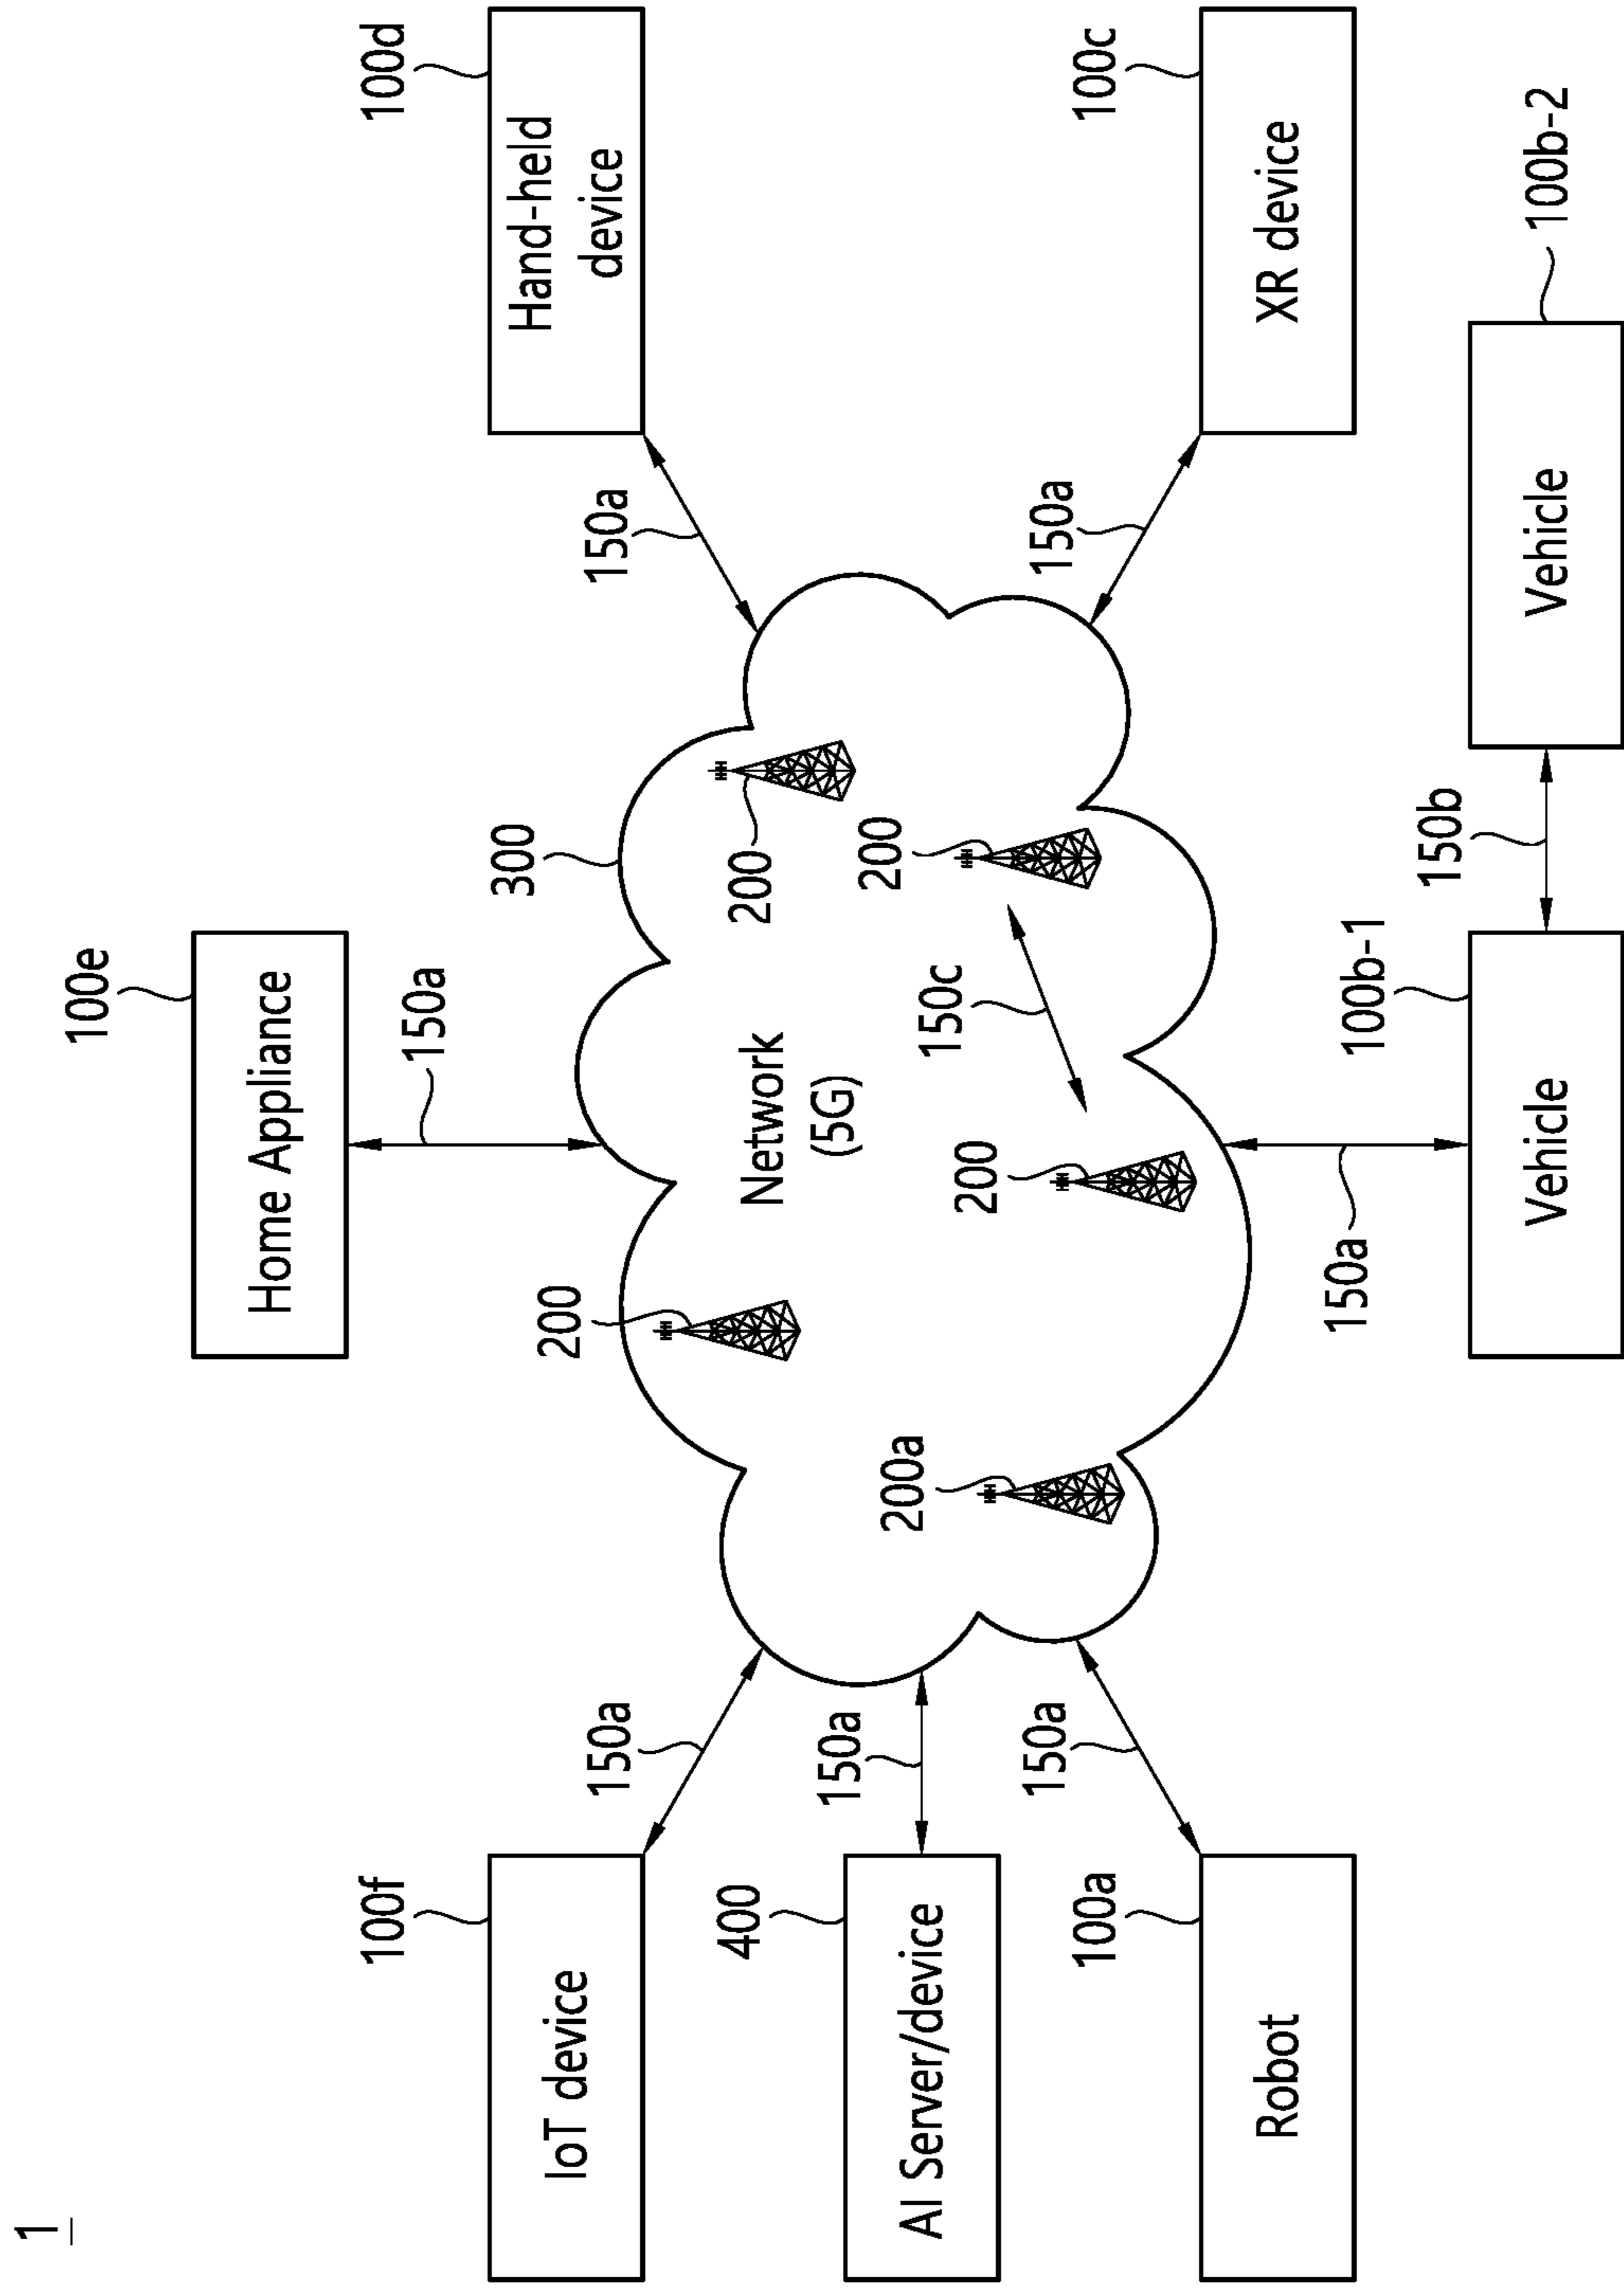 1
100e
Home Appliance
150a
100f
IoT device
150a
300
100d
Hand-held
device
150a
200
200
Network
(5G)
400
AI Server/device
150a
200a
200
150c
200
100a
Robot
150a
150a
100c
XR device
150a
100b-1
Vehicle
150b
Vehicle
100b-2